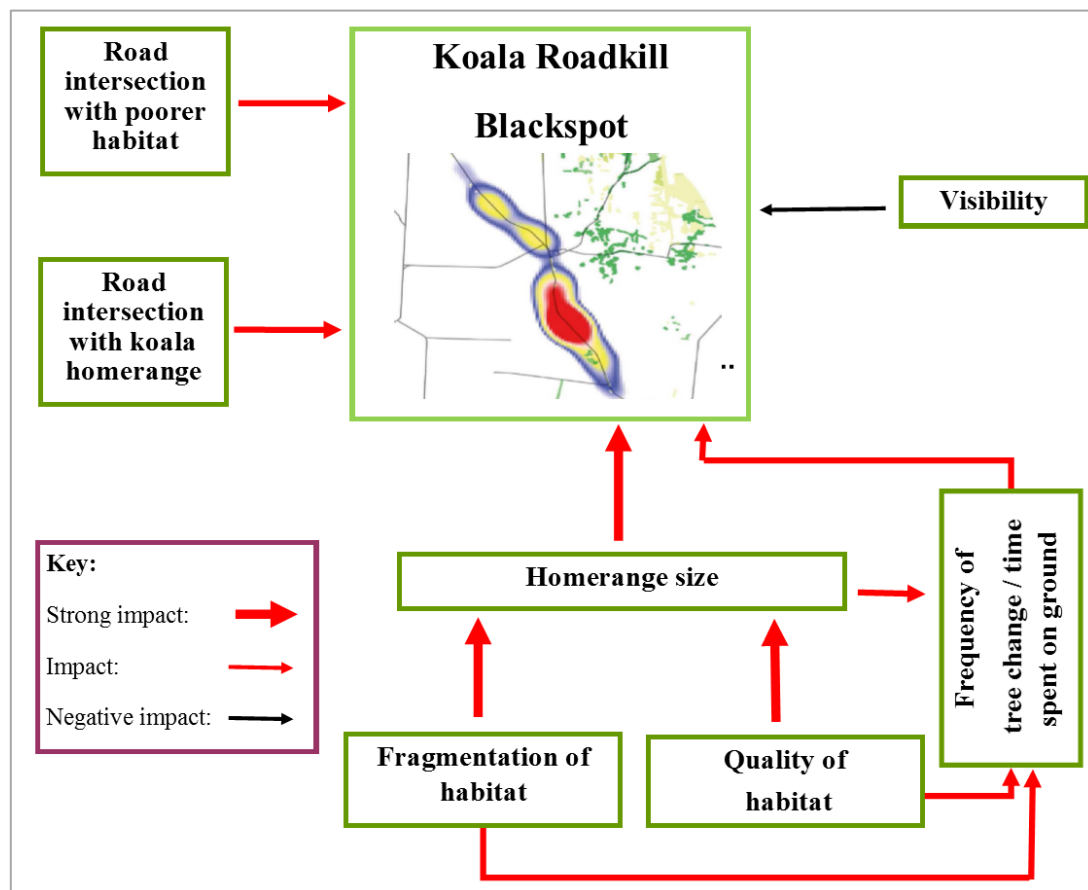 Road
intersection
with poorer
habitat
Koala Roadkill
Blackspot
Visibility
Road
intersection
with koala
homerange
..
Homerange size
Frequency of
tree change / time
spent on ground
Key:
Strong impact:
Impact:
Negative impact:
Fragmentation of
habitat
Quality of
habitat